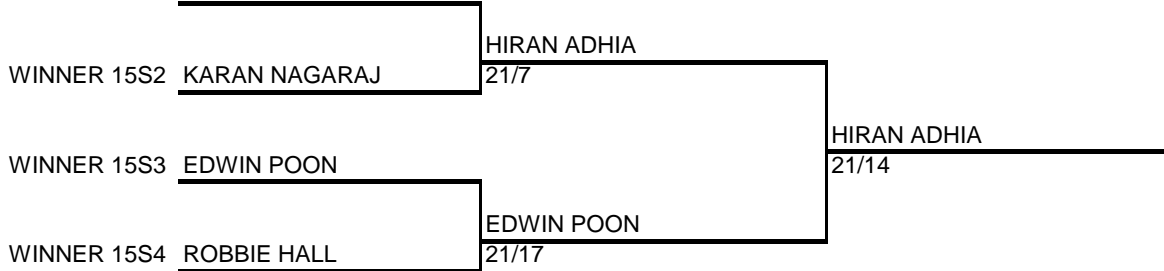 HIRAN ADHIA
WINNER 15S2 KARAN NAGARAJ 21/7
HIRAN ADHIA
WINNER 15S3 EDWIN POON 21/14
EDWIN POON
WINNER 15S4 ROBBIE HALL 21/17